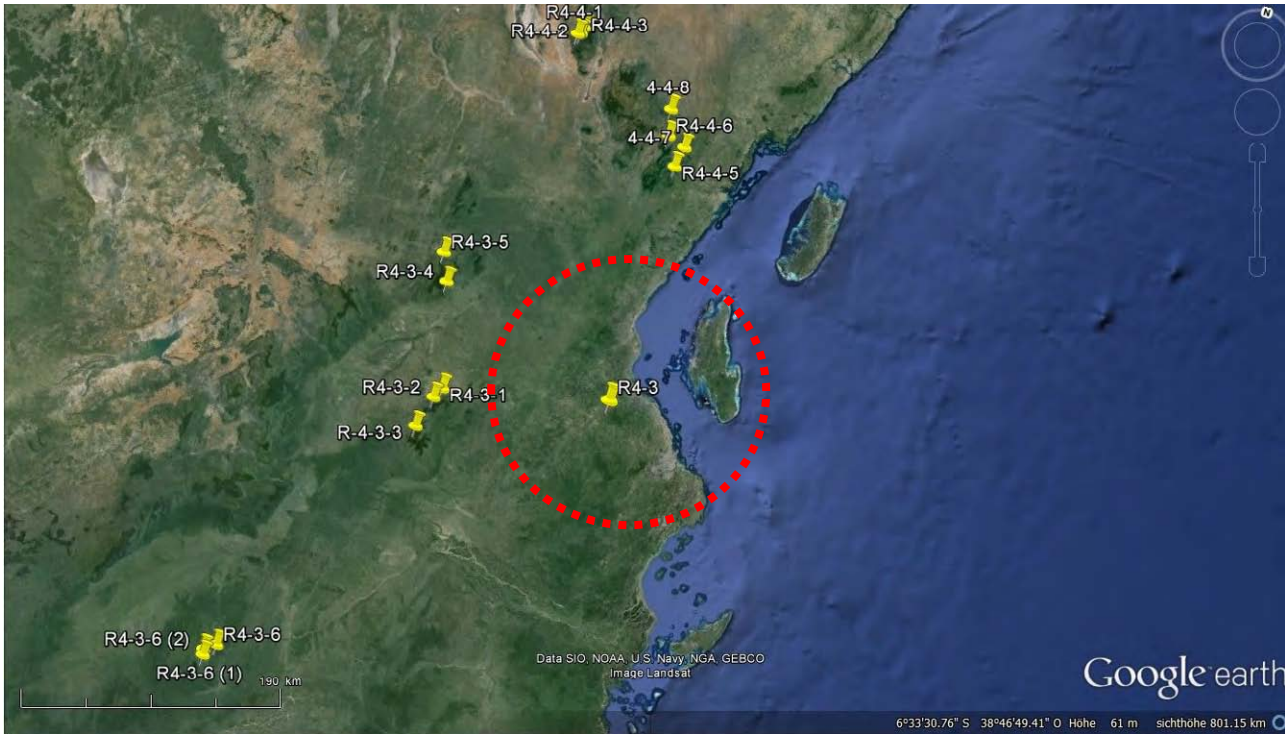 R4-4-1
R4-4-2
R4-4-3
4-4-8
4-4-7
R4-4-6
R4-4-5
R4-3-5
R4-3-4
R4-3-2
R4-3-1
R-4-3-3
R4-3
R4-3-6 (2)
R4-3-6
R4-3-6 (1)
190 km
Data SIO, NOAA, U.S. Navy, NGA, GEBCO
Image Landsat
Google earth
6°33'30.76" S 38°46'49.41" O Höhe 61 m sichthöhe 801.15 km
N